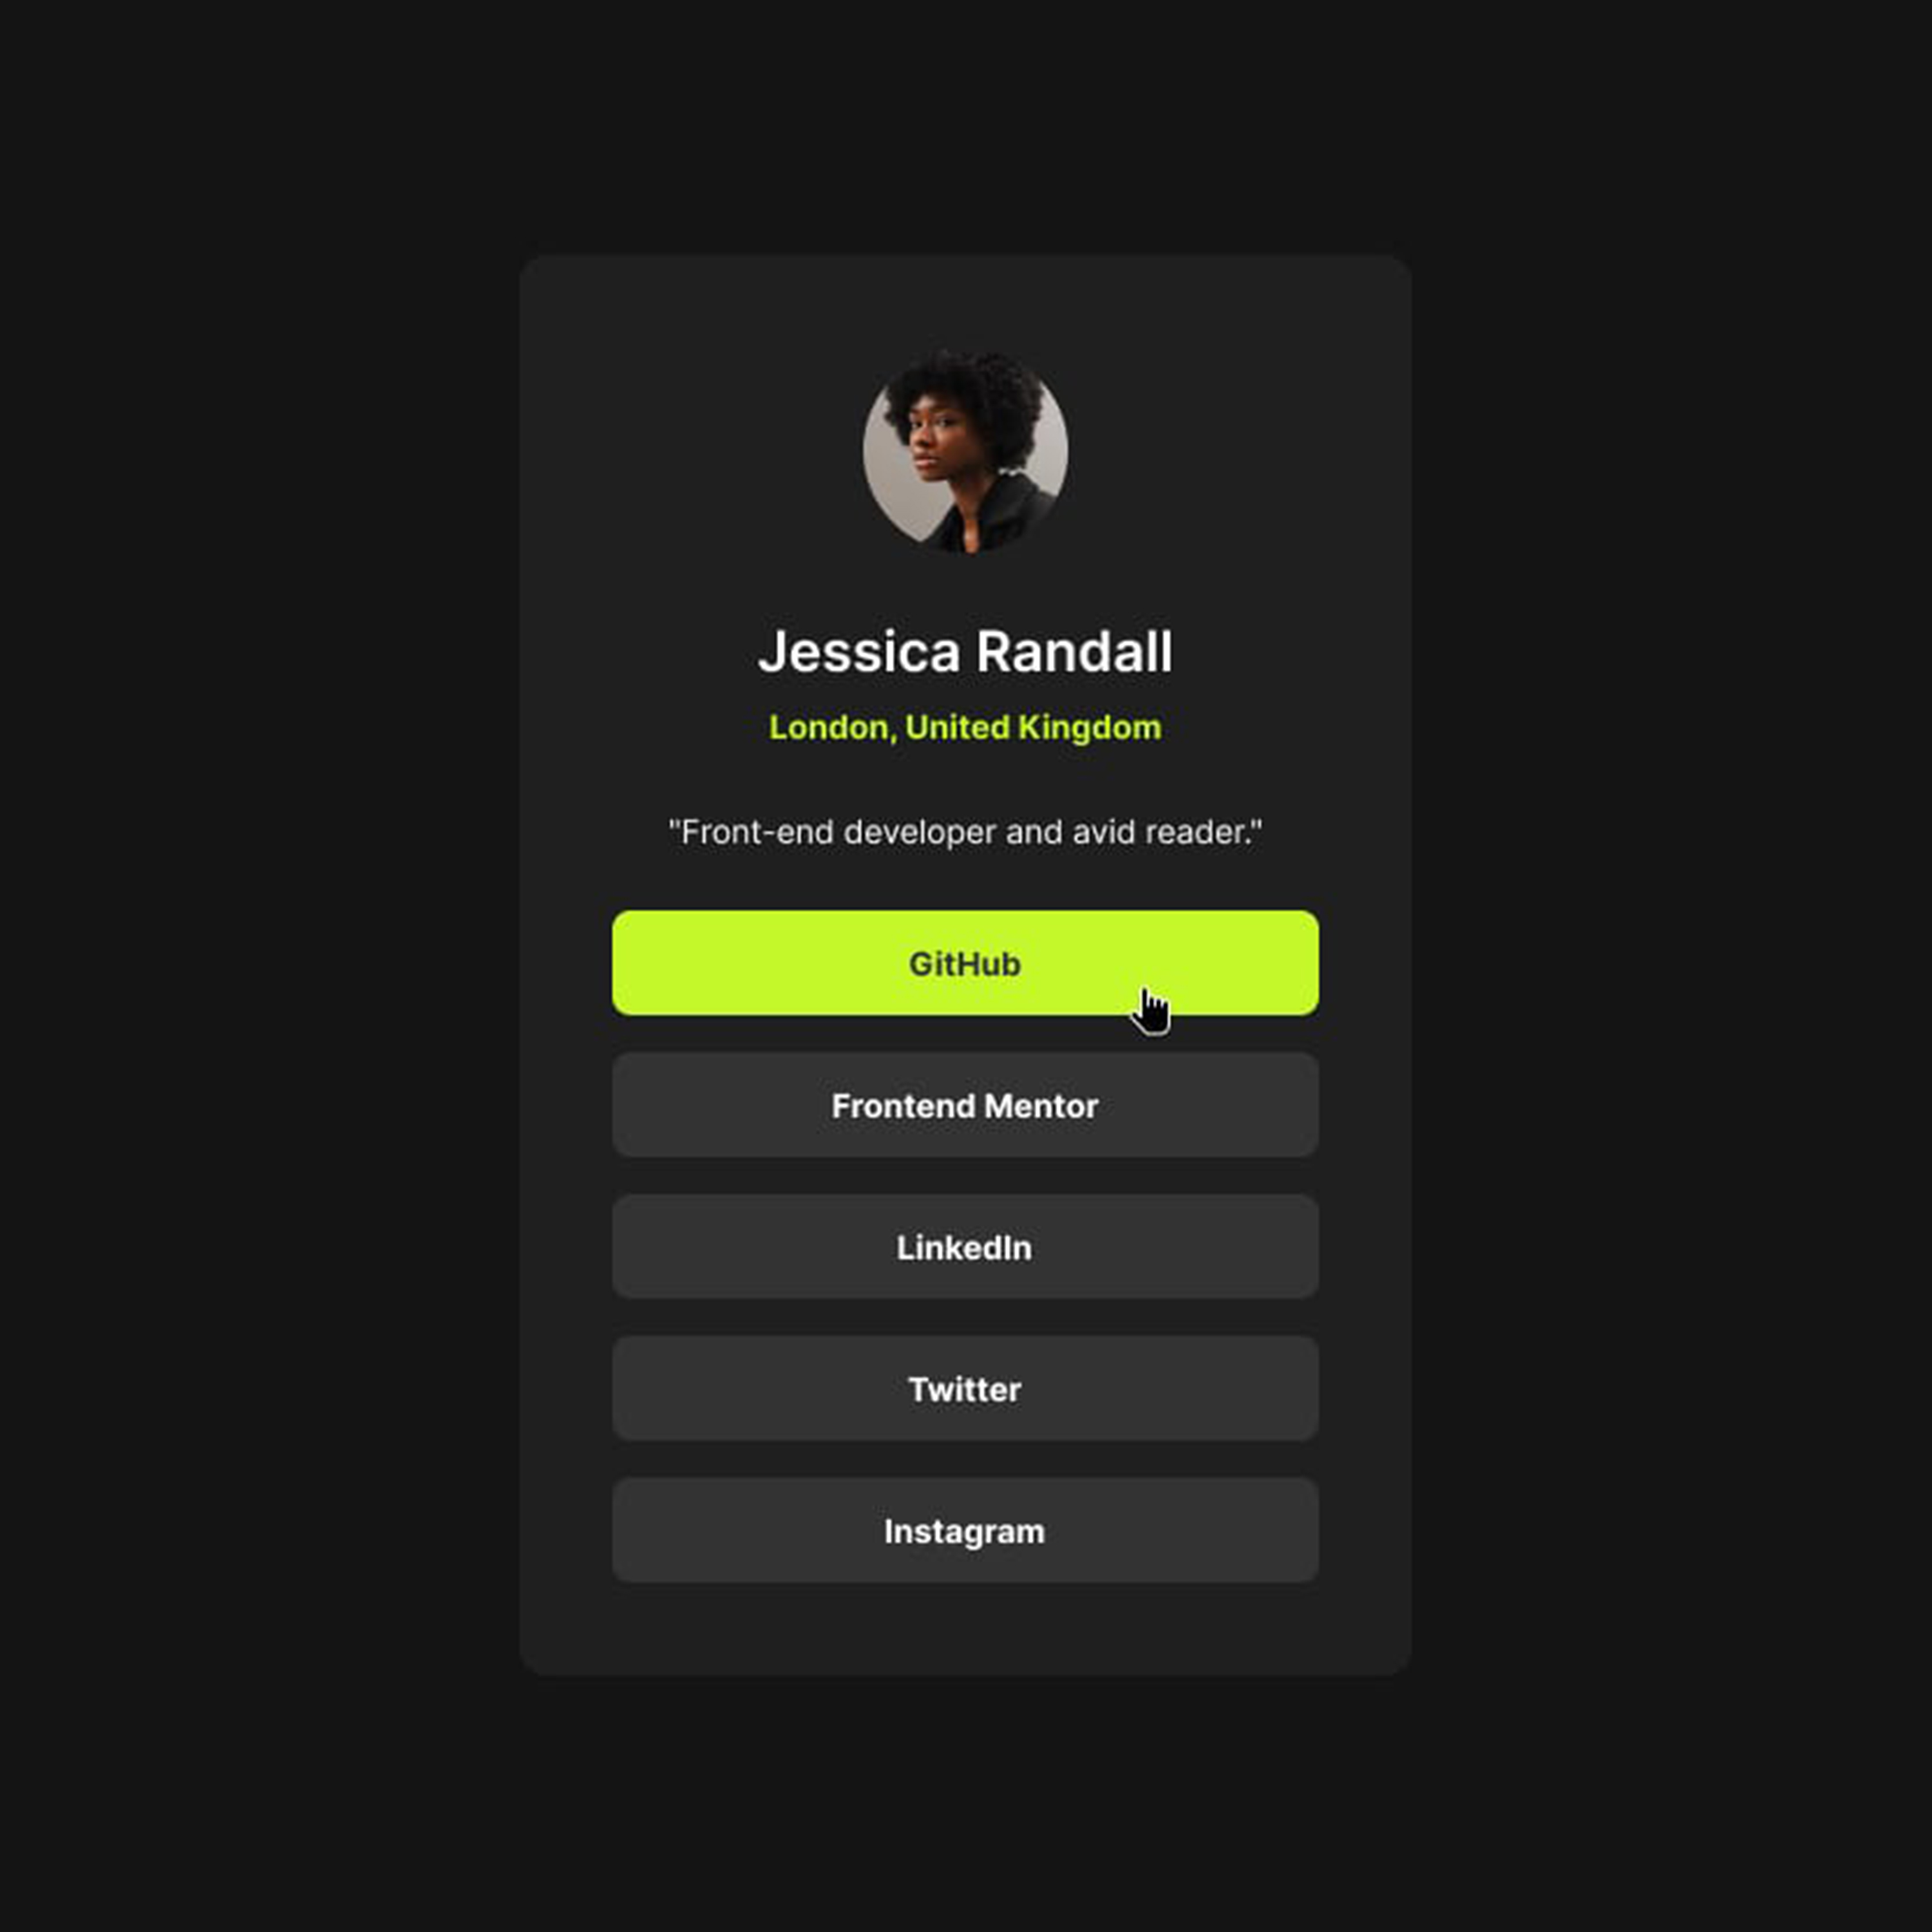 Jessica Randall
London, United Kingdom
"Front-end developer and avid reader."
GitHub
Frontend Mentor
LinkedIn
Twitter
Instagram